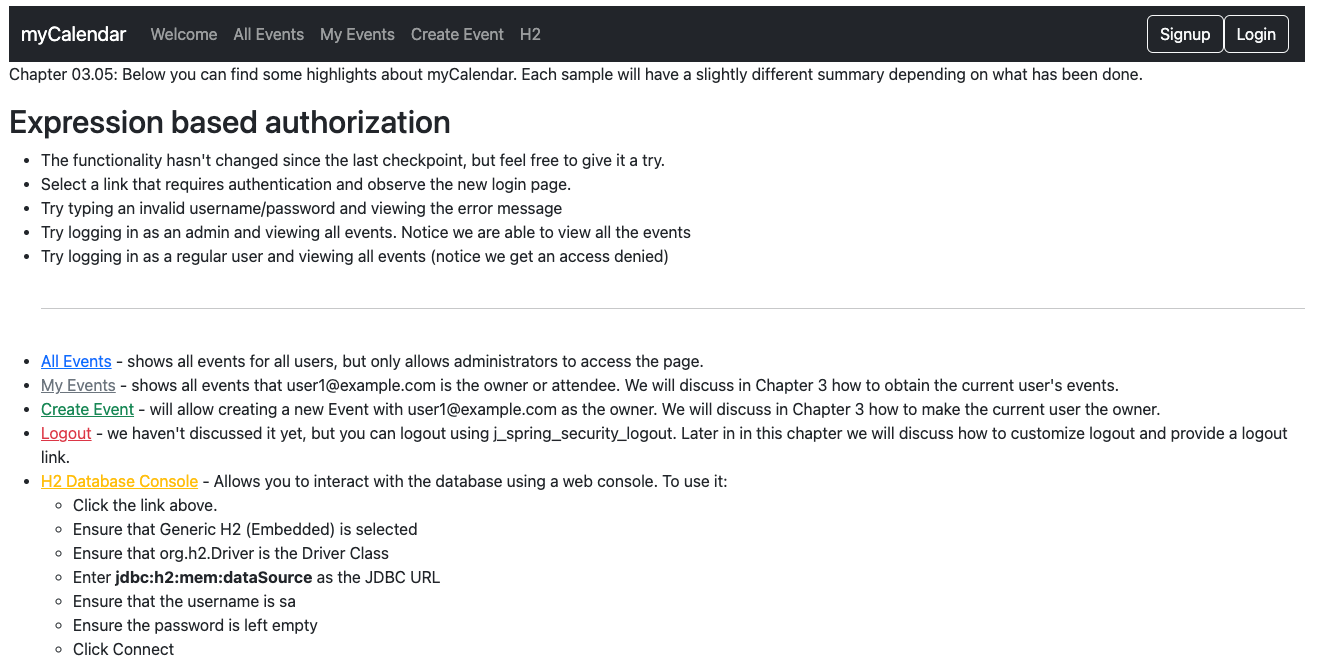 myCalendar Welcome All Events My Events Create Event H2 Signup Login
Chapter 03.05: Below you can find some highlights about myCalendar. Each sample will have a slightly different summary depending on what has been done.
Expression based authorization
• The functionality hasn't changed since the last checkpoint, but feel free to give it a try.
• Select a link that requires authentication and observe the new login page.
• Try typing an invalid username/password and viewing the error message
• Try logging in as an admin and viewing all events. Notice we are able to view all the events
• Try logging in as a regular user and viewing all events (notice we get an access denied)
• All Events - shows all events for all users, but only allows administrators to access the page.
• My Events - shows all events that user1@example.com is the owner or attendee. We will discuss in Chapter 3 how to obtain the current user's events.
• Create Event - will allow creating a new Event with user1@example.com as the owner. We will discuss in Chapter 3 how to make the current user the owner.
• Logout - we haven't discussed it yet, but you can logout using j_spring_security_logout. Later in in this chapter we will discuss how to customize logout and provide a logout
link.
• H2 Database Console - Allows you to interact with the database using a web console. To use it:
◦ Click the link above.
◦ Ensure that Generic H2 (Embedded) is selected
◦ Ensure that org.h2.Driver is the Driver Class
◦ Enter jdbc:h2:mem:dataSource as the JDBC URL
◦ Ensure that the username is sa
◦ Ensure the password is left empty
◦ Click Connect